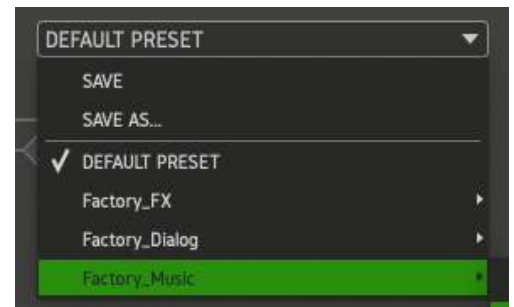 DEFAULT PRESET
SAVE
SAVE AS...
DEFAULT PRESET
Factory_FX
Factory_Dialog
Factory_Music